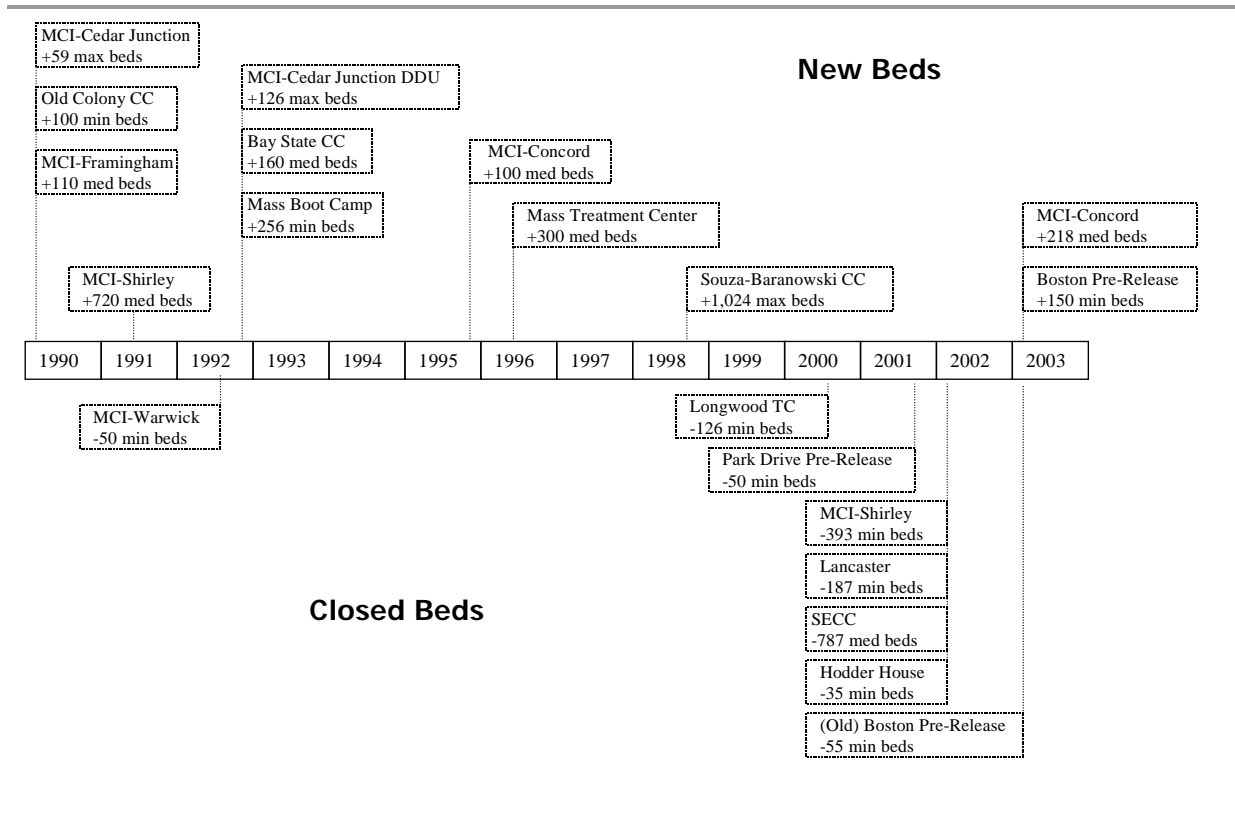 MCI-Cedar Junction
+59 max beds
New Beds
MCI-Cedar Junction DDU
+126 max beds
Old Colony CC
+100 min beds
Bay State CC
+160 med beds
MCI-Concord
+100 med beds
MCI-Framingham
+110 med beds
Mass Boot Camp
+256 min beds
Mass Treatment Center
+300 med beds
MCI-Concord
+218 med beds
MCI-Shirley
+720 med beds
Souza-Baranowski CC
+1,024 max beds
Boston Pre-Release
+150 min beds
1990 1991 1992 1993 1994 1995 1996 1997 1998 1999 2000 2001 2002 2003
MCI-Warwick
-50 min beds
Longwood TC
-126 min beds
Park Drive Pre-Release
-50 min beds
MCI-Shirley
-393 min beds
Lancaster
-187 min beds
Closed Beds
SECC
-787 med beds
Hodder House
-35 min beds
(Old) Boston Pre-Release
-55 min beds